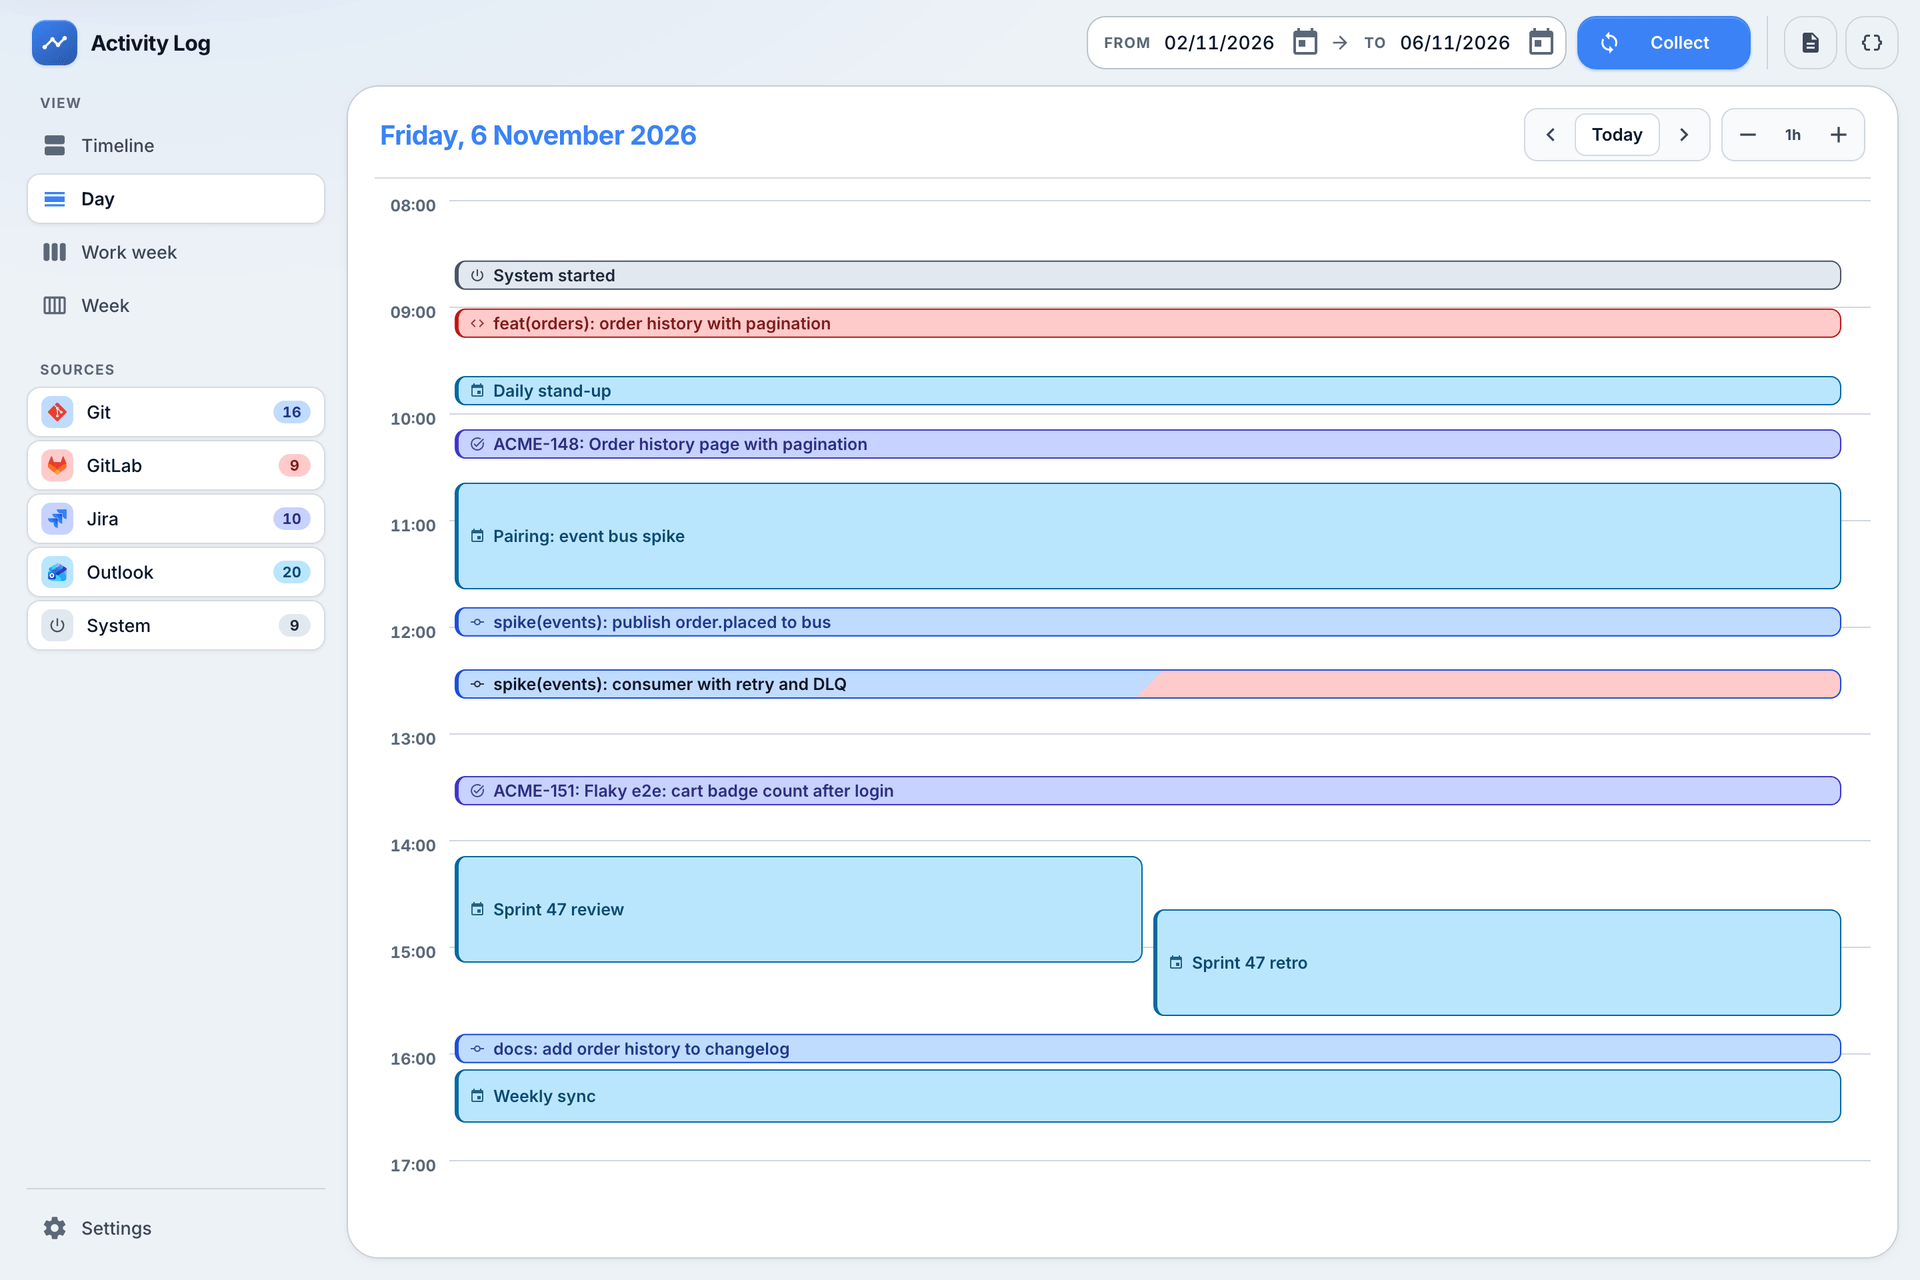 Activity Log
FROM 02/11/2026 → TO 06/11/2026
Collect
VIEW
Timeline
Day
Work week
Week
SOURCES
Git 16
GitLab 9
Jira 10
Outlook 20
System 9
Settings
Friday, 6 November 2026
Today
1h
08:00
System started
09:00
feat(orders): order history with pagination
Daily stand-up
10:00
ACME-148: Order history page with pagination
11:00
Pairing: event bus spike
spike(events): publish order.placed to bus
12:00
spike(events): consumer with retry and DLQ
13:00
ACME-151: Flaky e2e: cart badge count after login
14:00
Sprint 47 review
15:00
Sprint 47 retro
docs: add order history to changelog
16:00
Weekly sync
17:00